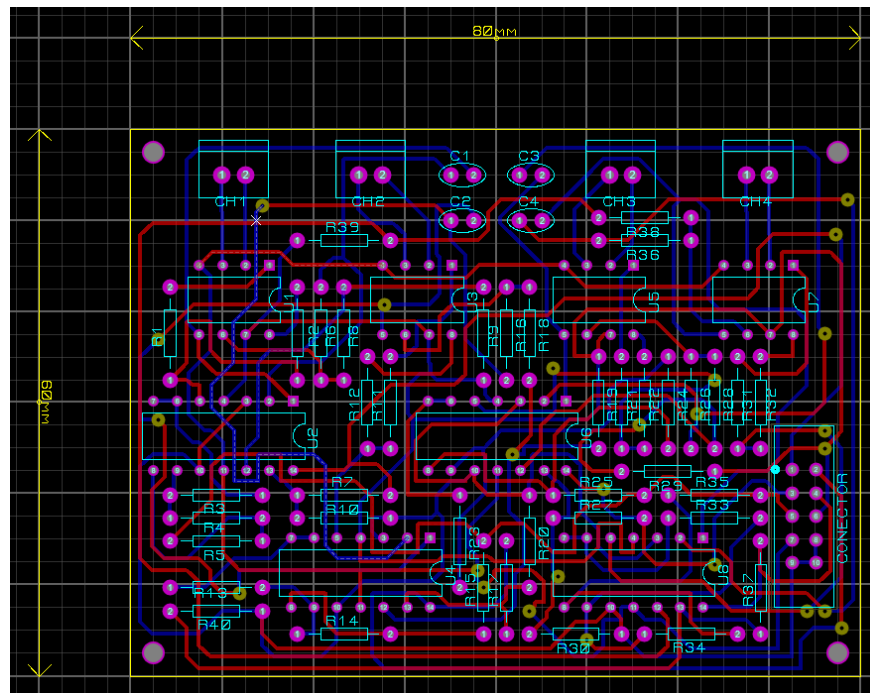 80mm
C1 C3
CH1 CH2 C2 C4 CH3 CH4
R39 R38
R36
U1 U3 U5 U7
R1 R2 R6 R8 R9 R16 R18
R12 R11 R19 R21 R22 R24 R26 R28 R31 R32
60mm
U2 U6
R7 R29 R25 R35
R3 R10 R27 R33
R4 R23 R20
R5
CONECTOR
U4 R15 R17 U8 R37
R13
R40 R14 R30 R34